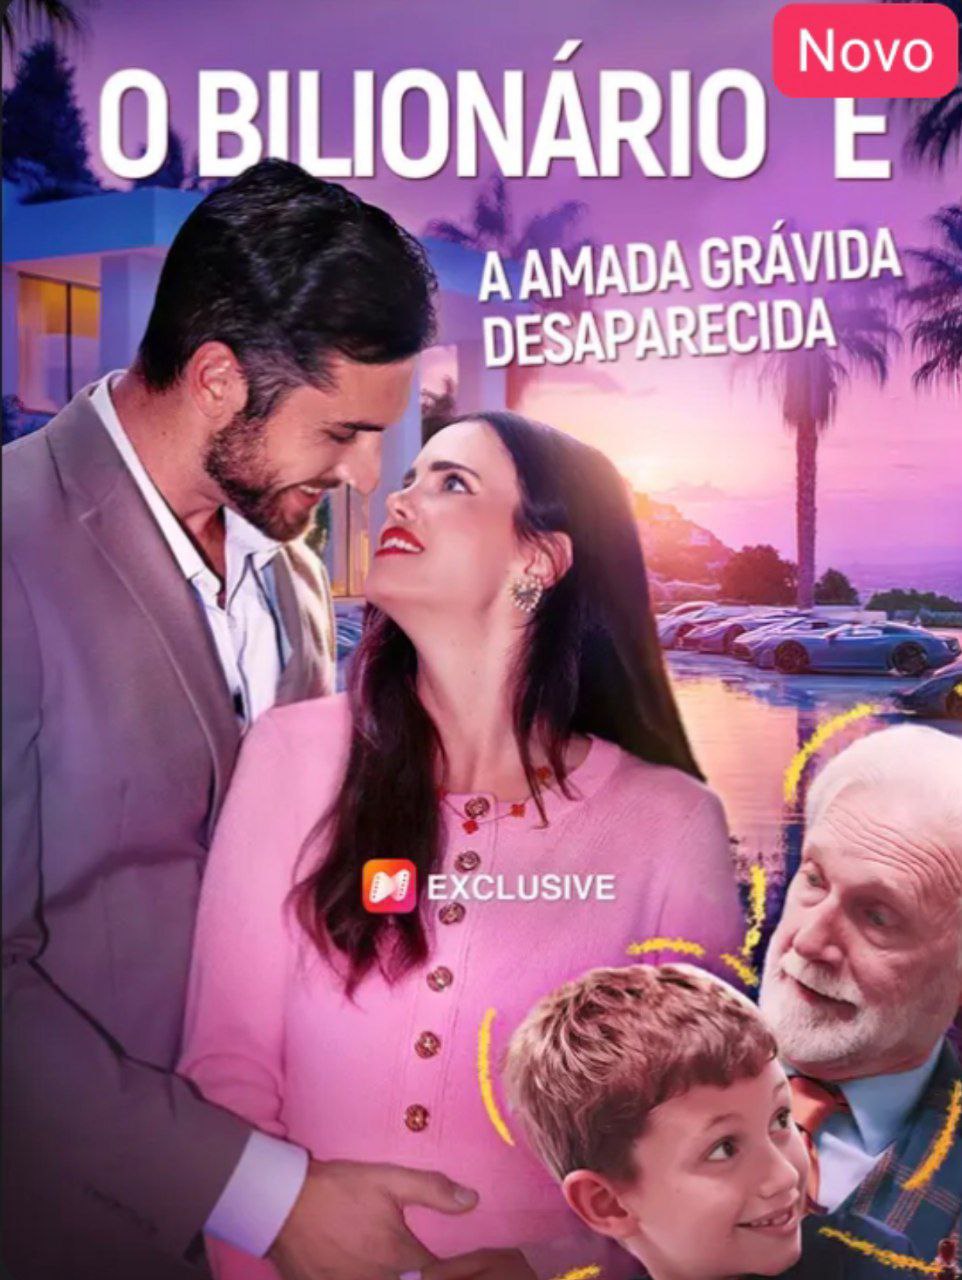 Novo
O BILIONÁRIO E
A AMADA GRÁVIDA
DESAPARECIDA
EXCLUSIVE